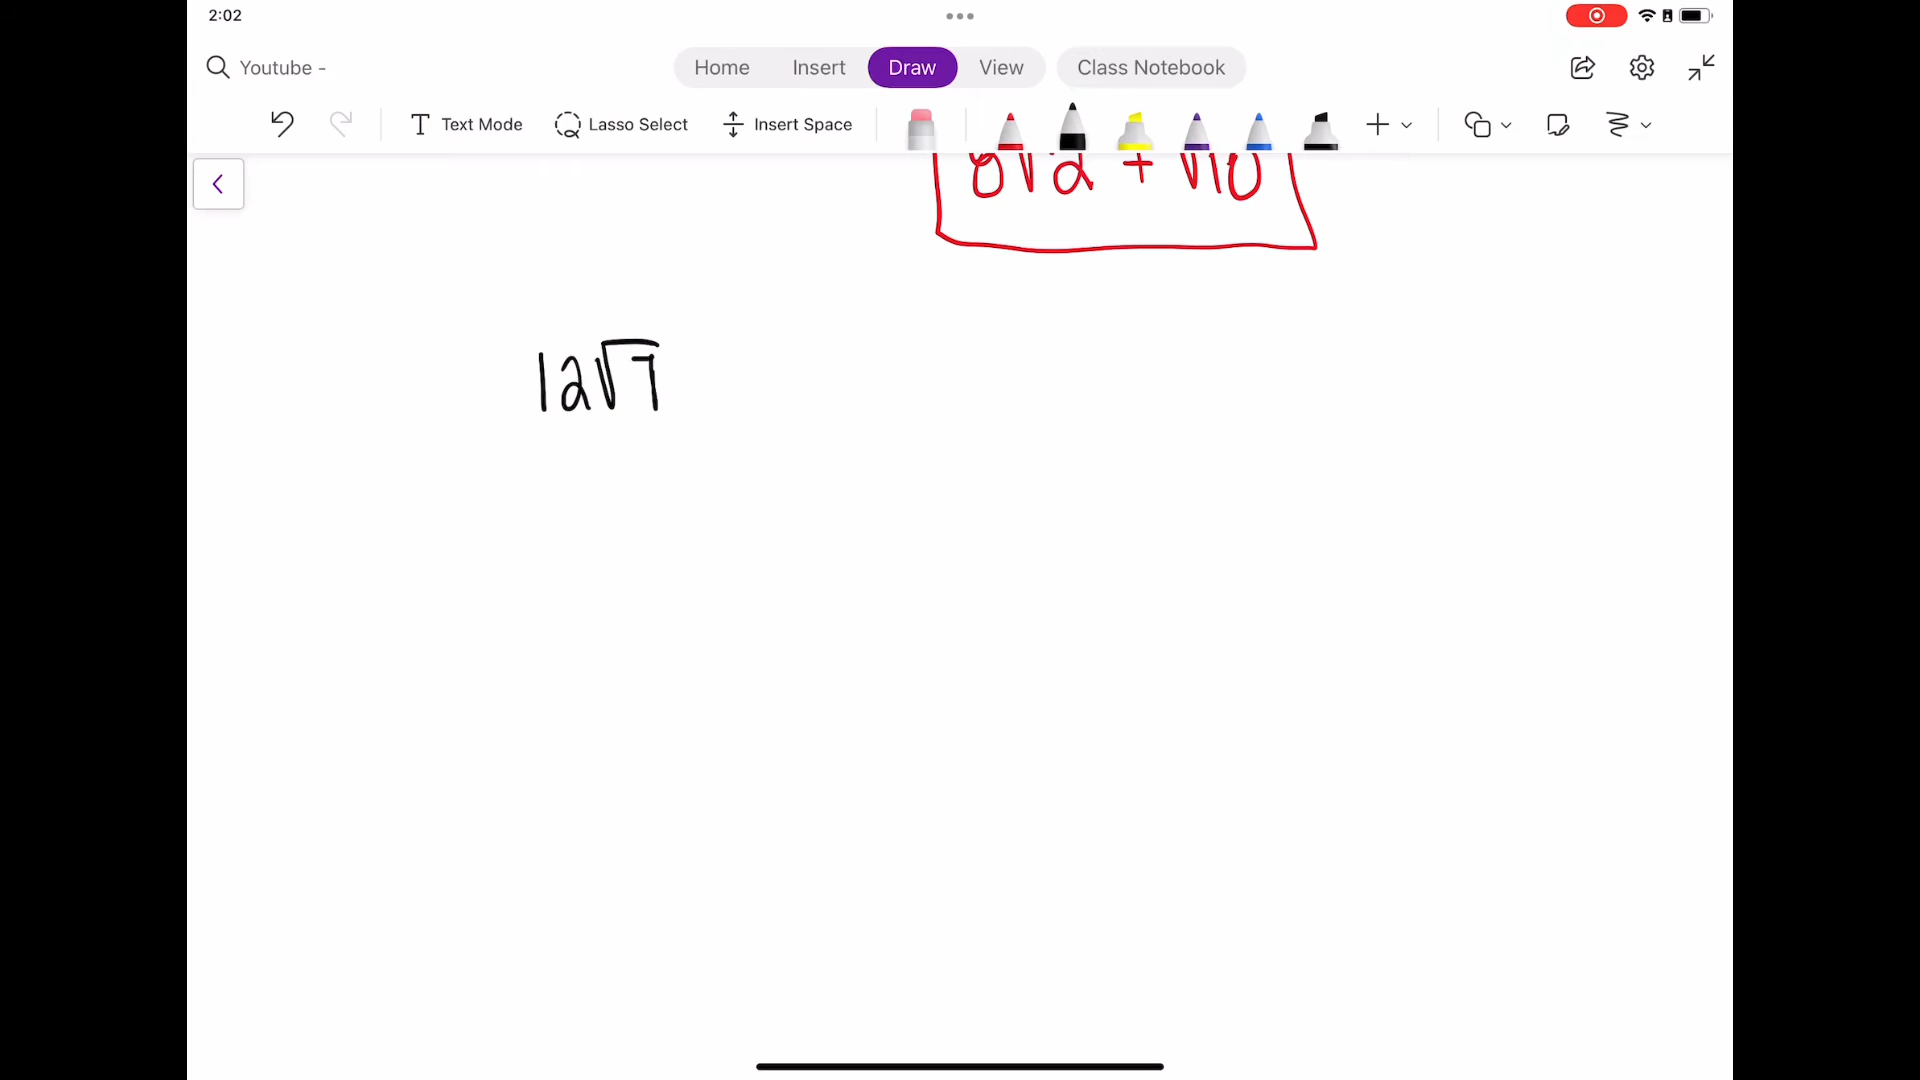 2:02
Youtube -
Home Insert Draw View Class Notebook
Text Mode Lasso Select Insert Space
8√2 + √10
12√7